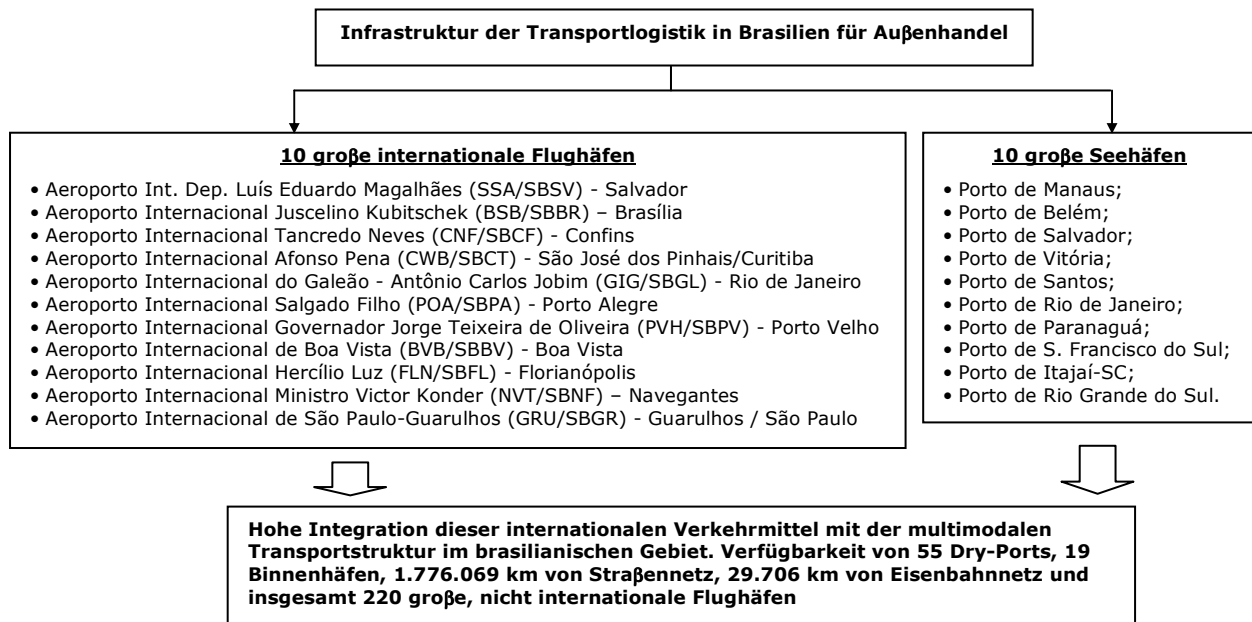 Infrastruktur der Transportlogistik in Brasilien für Auβenhandel
10 groβe internationale Flughäfen
• Aeroporto Int. Dep. Luís Eduardo Magalhães (SSA/SBSV) - Salvador
• Aeroporto Internacional Juscelino Kubitschek (BSB/SBBR) – Brasília
• Aeroporto Internacional Tancredo Neves (CNF/SBCF) - Confins
• Aeroporto Internacional Afonso Pena (CWB/SBCT) - São José dos Pinhais/Curitiba
• Aeroporto Internacional do Galeão - Antônio Carlos Jobim (GIG/SBGL) - Rio de Janeiro
• Aeroporto Internacional Salgado Filho (POA/SBPA) - Porto Alegre
• Aeroporto Internacional Governador Jorge Teixeira de Oliveira (PVH/SBPV) - Porto Velho
• Aeroporto Internacional de Boa Vista (BVB/SBBV) - Boa Vista
• Aeroporto Internacional Hercílio Luz (FLN/SBFL) - Florianópolis
• Aeroporto Internacional Ministro Victor Konder (NVT/SBNF) – Navegantes
• Aeroporto Internacional de São Paulo-Guarulhos (GRU/SBGR) - Guarulhos / São Paulo
10 groβe Seehäfen
• Porto de Manaus;
• Porto de Belém;
• Porto de Salvador;
• Porto de Vitória;
• Porto de Santos;
• Porto de Rio de Janeiro;
• Porto de Paranaguá;
• Porto de S. Francisco do Sul;
• Porto de Itajaí-SC;
• Porto de Rio Grande do Sul.
Hohe Integration dieser internationalen Verkehrmittel mit der multimodalen
Transportstruktur im brasilianischen Gebiet. Verfügbarkeit von 55 Dry-Ports, 19
Binnenhäfen, 1.776.069 km von Straβennetz, 29.706 km von Eisenbahnnetz und
insgesamt 220 groβe, nicht internationale Flughäfen